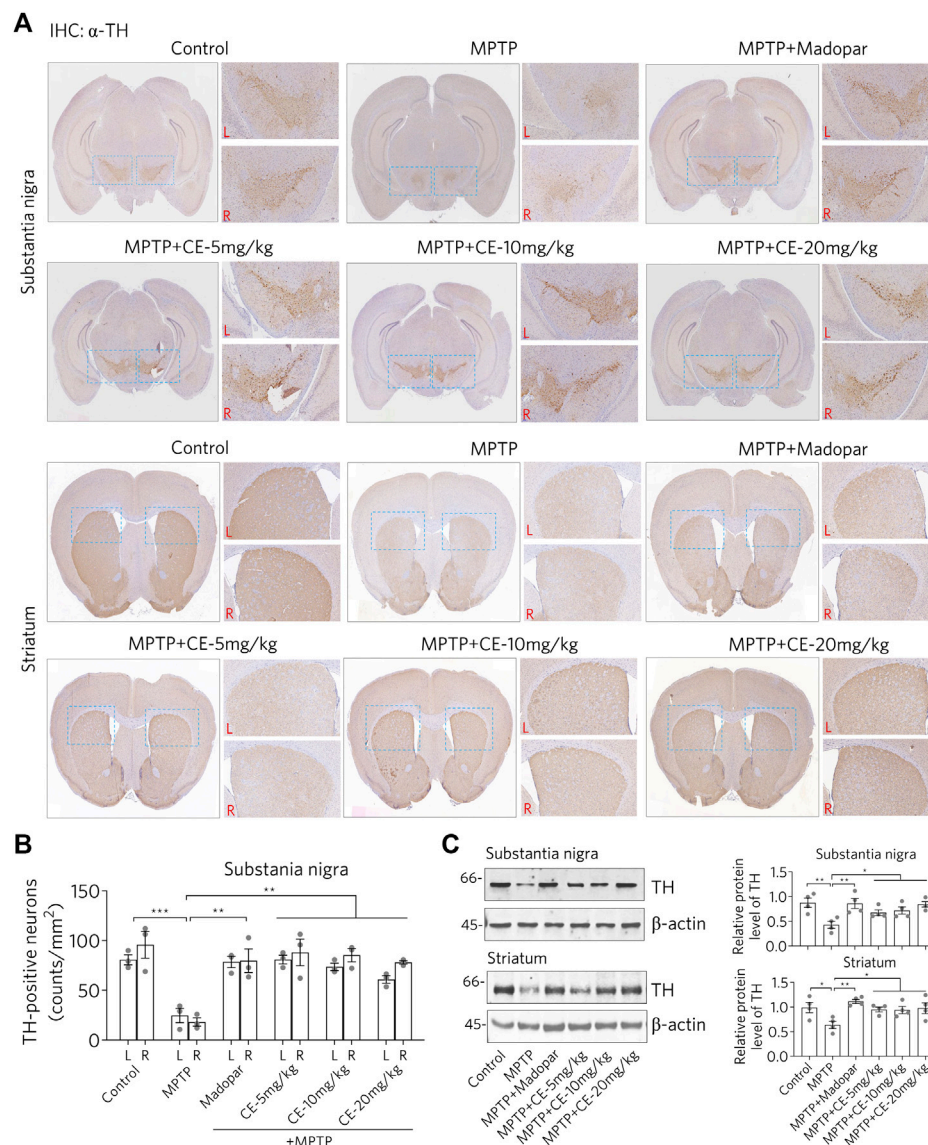 A
IHC: α-TH
Control
MPTP
MPTP+Madopar
Substantia nigra
L
R
L
R
L
R
MPTP+CE-5mg/kg
MPTP+CE-10mg/kg
MPTP+CE-20mg/kg
L
R
L
R
L
R
Control
MPTP
MPTP+Madopar
Striatum
L
R
L
R
L
R
MPTP+CE-5mg/kg
MPTP+CE-10mg/kg
MPTP+CE-20mg/kg
L
R
L
R
L
R
B
Substania nigra
TH-positive neurons
(counts/mm²)
150
100
50
0
***
**
**
L R L R L R L R L R L R
Control
MPTP
Madopar
CE-5mg/kg
CE-10mg/kg
CE-20mg/kg
+MPTP
C
Substantia nigra
66-
TH
45-
β-actin
Striatum
66-
TH
45-
β-actin
Control
MPTP
MPTP+Madopar
MPTP+CE-5mg/kg
MPTP+CE-10mg/kg
MPTP+CE-20mg/kg
Substantia nigra
Relative protein
level of TH
1.5
1.0
0.5
0.0
**
**
*
Striatum
Relative protein
level of TH
1.5
1.0
0.5
0.0
*
**
*
Control
MPTP
MPTP+Madopar
MPTP+CE-5mg/kg
MPTP+CE-10mg/kg
MPTP+CE-20mg/kg